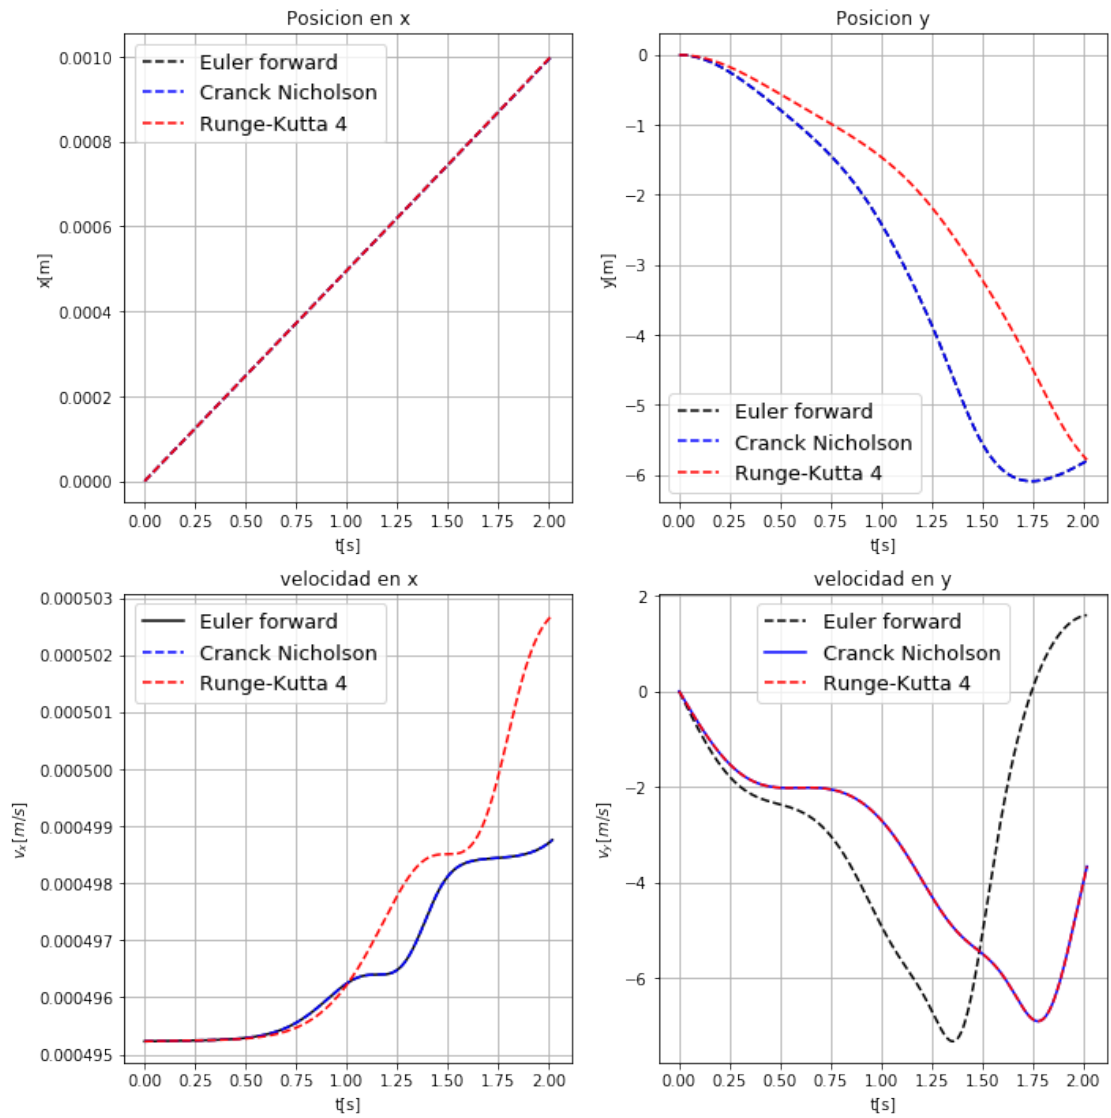 Posicion en x
0.0010
0.0008
0.0006
0.0004
0.0002
0.0000
x[m]
Euler forward
Cranck Nicholson
Runge-Kutta 4
0.00 0.25 0.50 0.75 1.00 1.25 1.50 1.75 2.00
t[s]
Posicion y
0
−1
−2
−3
−4
−5
−6
y[m]
Euler forward
Cranck Nicholson
Runge-Kutta 4
0.00 0.25 0.50 0.75 1.00 1.25 1.50 1.75 2.00
t[s]
velocidad en x
0.000503
0.000502
0.000501
0.000500
0.000499
0.000498
0.000497
0.000496
0.000495
vₓ[m/s]
Euler forward
Cranck Nicholson
Runge-Kutta 4
0.00 0.25 0.50 0.75 1.00 1.25 1.50 1.75 2.00
t[s]
velocidad en y
2
0
−2
−4
−6
v_y[m/s]
Euler forward
Cranck Nicholson
Runge-Kutta 4
0.00 0.25 0.50 0.75 1.00 1.25 1.50 1.75 2.00
t[s]